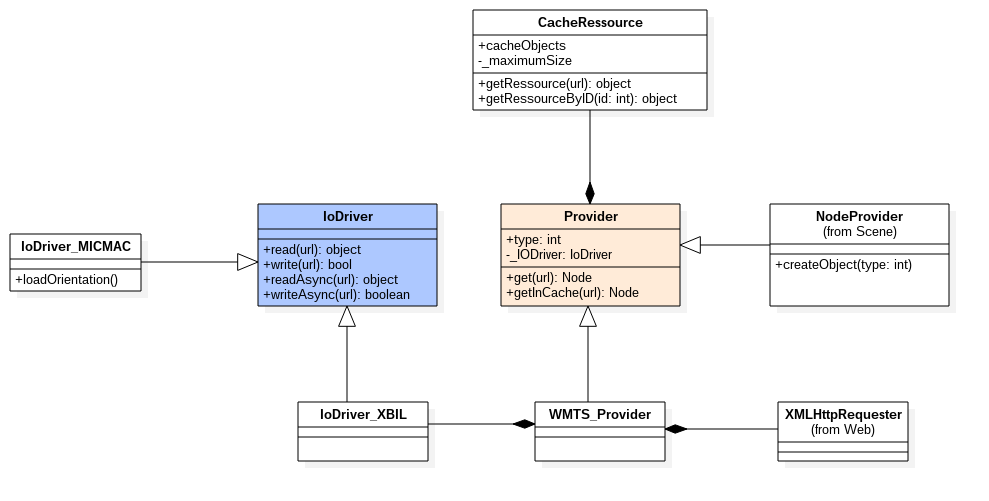 CacheRessource
+cacheObjects
-_maximumSize
+getRessource(url): object
+getRessourceByID(id: int): object
IoDriver
+read(url): object
+write(url): bool
+readAsync(url): object
+writeAsync(url): boolean
Provider
+type: int
-_IODriver: IoDriver
+get(url): Node
+getInCache(url): Node
NodeProvider
(from Scene)
+createObject(type: int)
IoDriver_MICMAC
+loadOrientation()
IoDriver_XBIL
WMTS_Provider
XMLHttpRequester
(from Web)